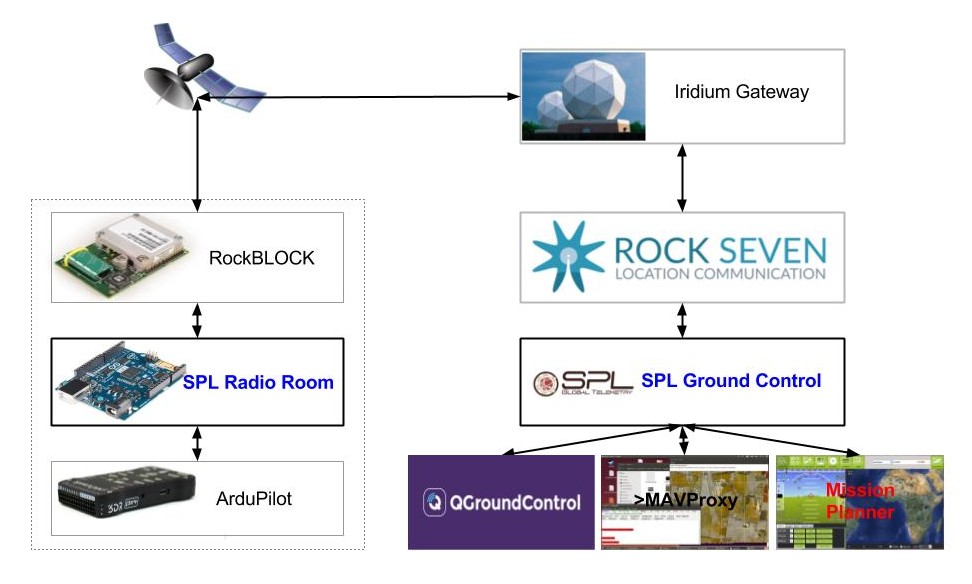 Iridium Gateway
RockBLOCK
ROCK SEVEN
LOCATION COMMUNICATION
SPL Radio Room
SPL
GLOBAL TELEMETRY
SPL Ground Control
3DR
ArduPilot
QGroundControl
>MAVProxy
Mission
Planner